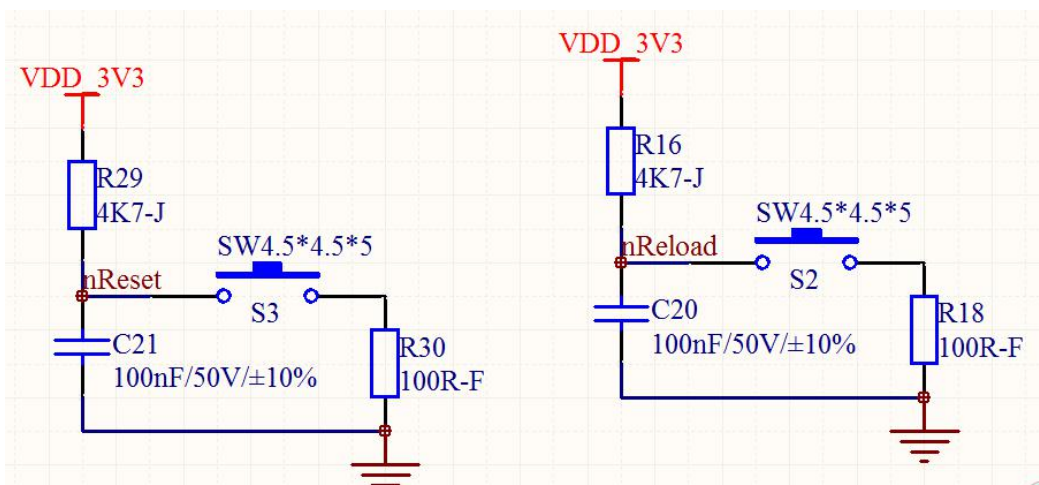 VDD_3V3
R29
4K7-J
nReset
SW4.5*4.5*5
S3
C21
100nF/50V/±10%
R30
100R-F
VDD_3V3
R16
4K7-J
nReload
SW4.5*4.5*5
S2
C20
100nF/50V/±10%
R18
100R-F